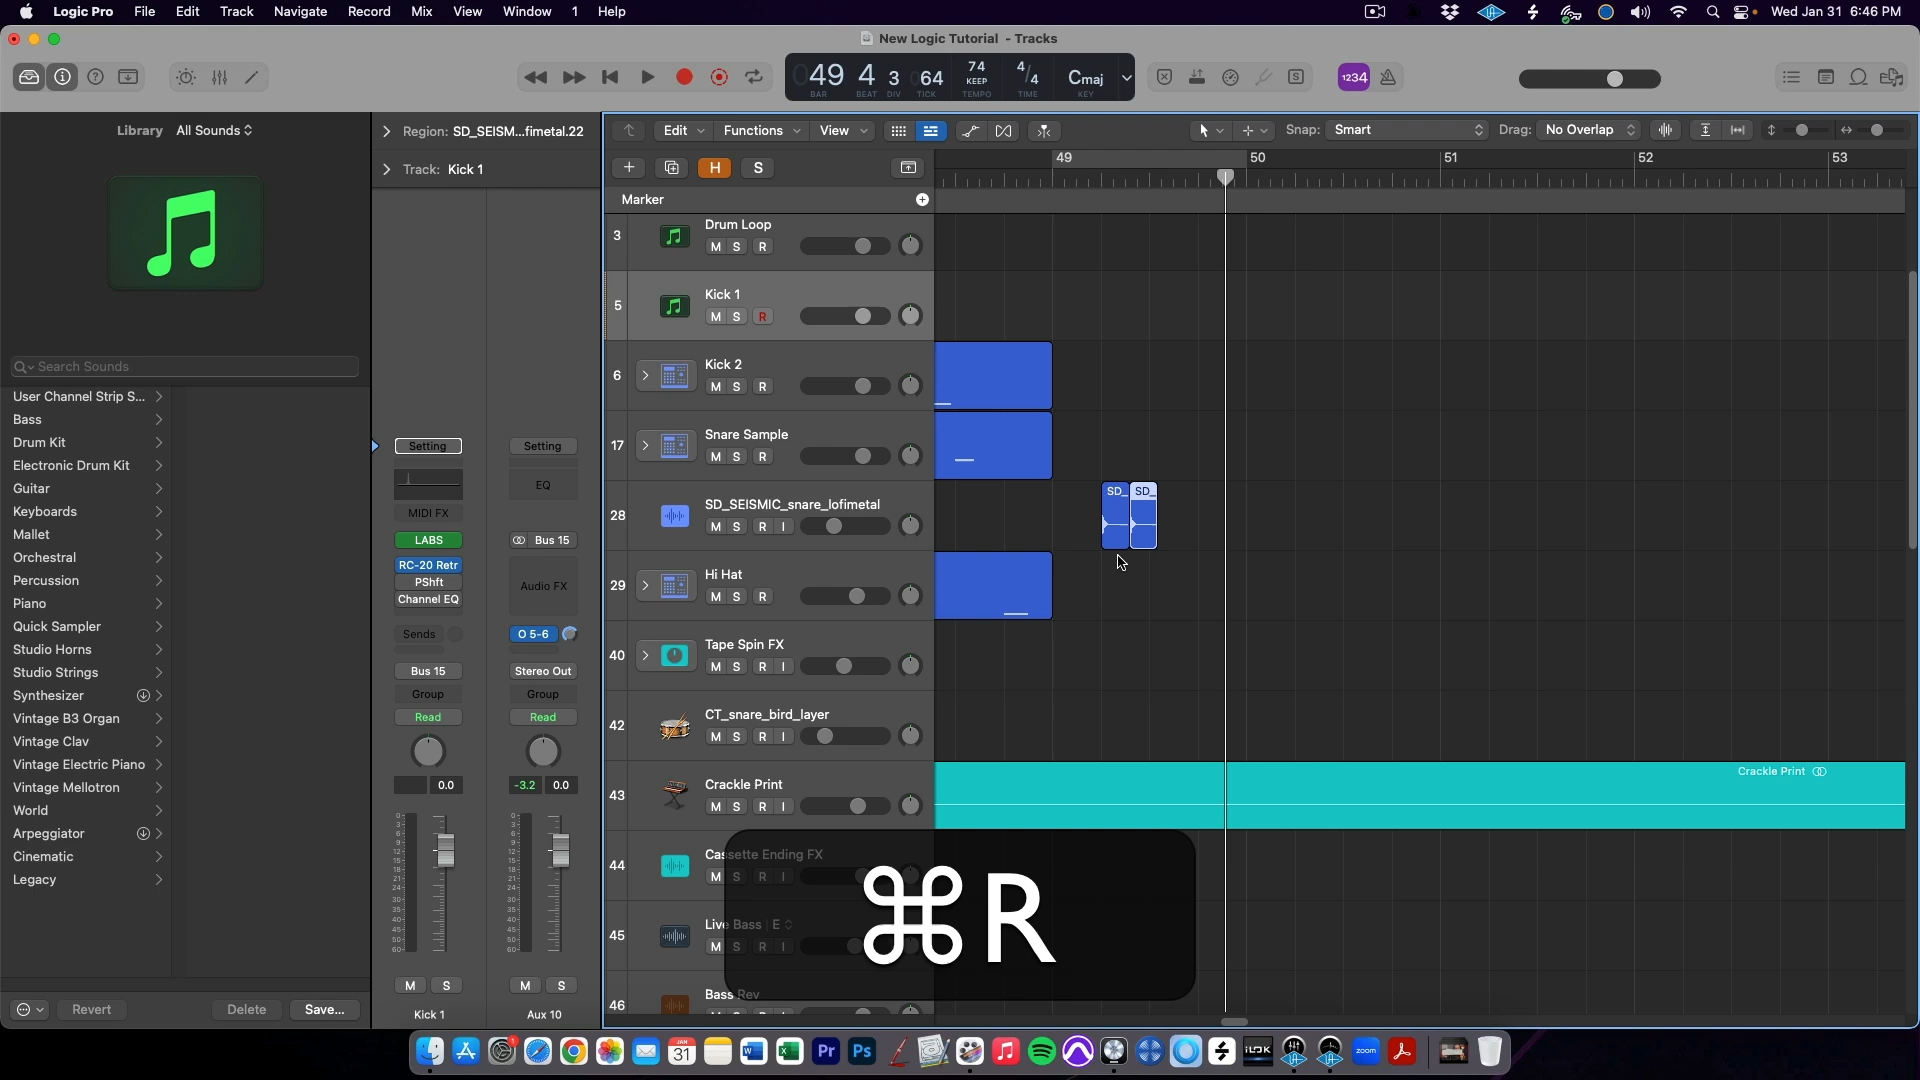 Logic Pro File Edit Track Navigate Record Mix View Window 1 Help
Wed Jan 31 6:46 PM
New Logic Tutorial - Tracks
49 4 3 64
BAR BEAT DIV TICK
74
KEEP
TEMPO
4/4
TIME
Cmaj
KEY
1234
Library All Sounds
Search Sounds
User Channel Strip S...
Bass
Drum Kit
Electronic Drum Kit
Guitar
Keyboards
Mallet
Orchestral
Percussion
Piano
Quick Sampler
Studio Horns
Studio Strings
Synthesizer
Vintage B3 Organ
Vintage Clav
Vintage Electric Piano
Vintage Mellotron
World
Arpeggiator
Cinematic
Legacy
Revert Delete Save...
Region: SD_SEISM...fimetal.22
Track: Kick 1
Setting Setting
EQ
MIDI FX
LABS Bus 15
RC-20 Retr
PShft
Channel EQ
Audio FX
Sends O 5-6
Bus 15 Stereo Out
Group Group
Read Read
0.0 -3.2 0.0
M S M S
Kick 1 Aux 10
Edit Functions View
Snap: Smart Drag: No Overlap
H S
Marker
49 50 51 52 53
3 Drum Loop
M S R
5 Kick 1
M S R
6 Kick 2
M S R
17 Snare Sample
M S R
28 SD_SEISMIC_snare_lofimetal
M S R I
SD_ SD_
29 Hi Hat
M S R
40 Tape Spin FX
M S R I
42 CT_snare_bird_layer
M S R I
43 Crackle Print
M S R I
Crackle Print
44 Cassette Ending FX
M S R I
45 Live Bass E
M S R I
46 Bass Rev
⌘R
JAN
31
Pr Ps
iLOK
zoom